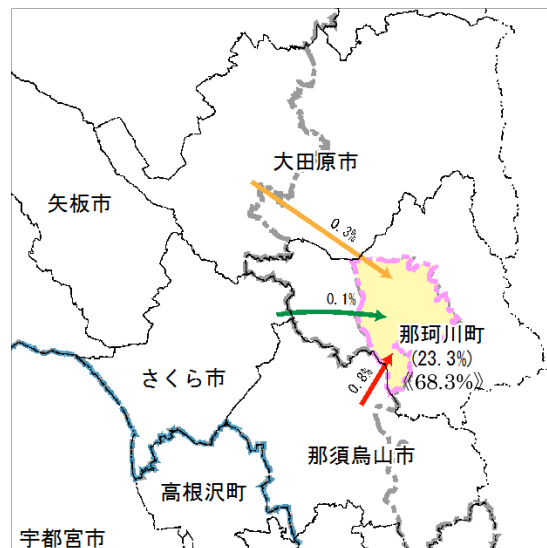 大田原市
矢板市
0.3%
0.1%
那珂川町
(23.3%)
《68.3%》
さくら市
0.8%
那須烏山市
高根沢町
宇都宮市